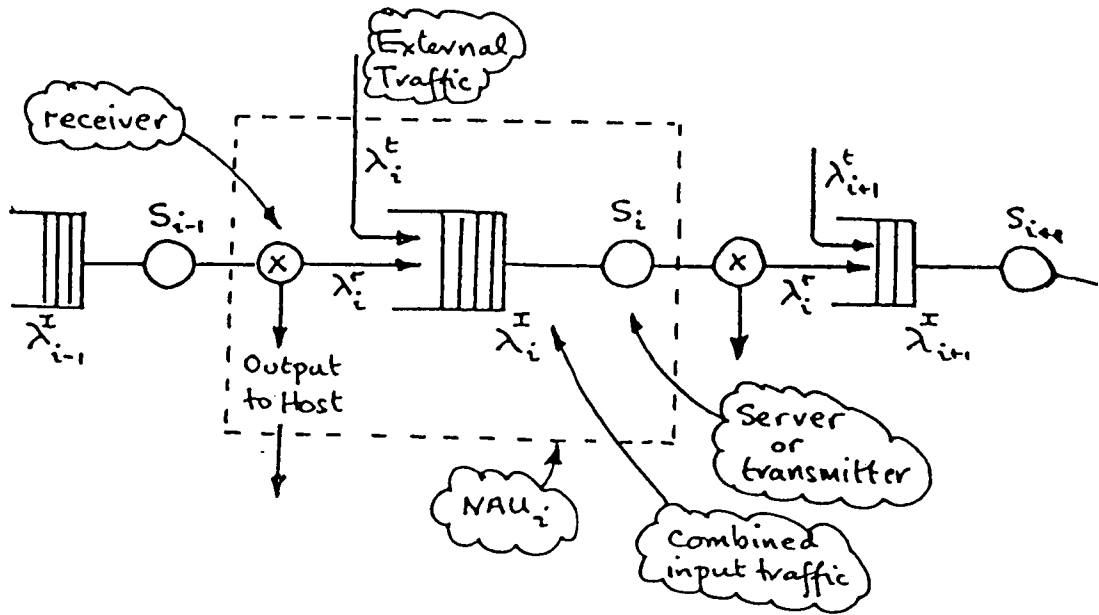 External
Traffic
receiver
λ_i^t
λ_{i+1}^t
S_{i-1}
S_i
S_{i+1}
X
X
λ_i^r
λ_i^r
λ_{i-1}^I
λ_i^I
λ_{i+1}^I
Output
to Host
Server
or
transmitter
NAU_i
Combined
input traffic